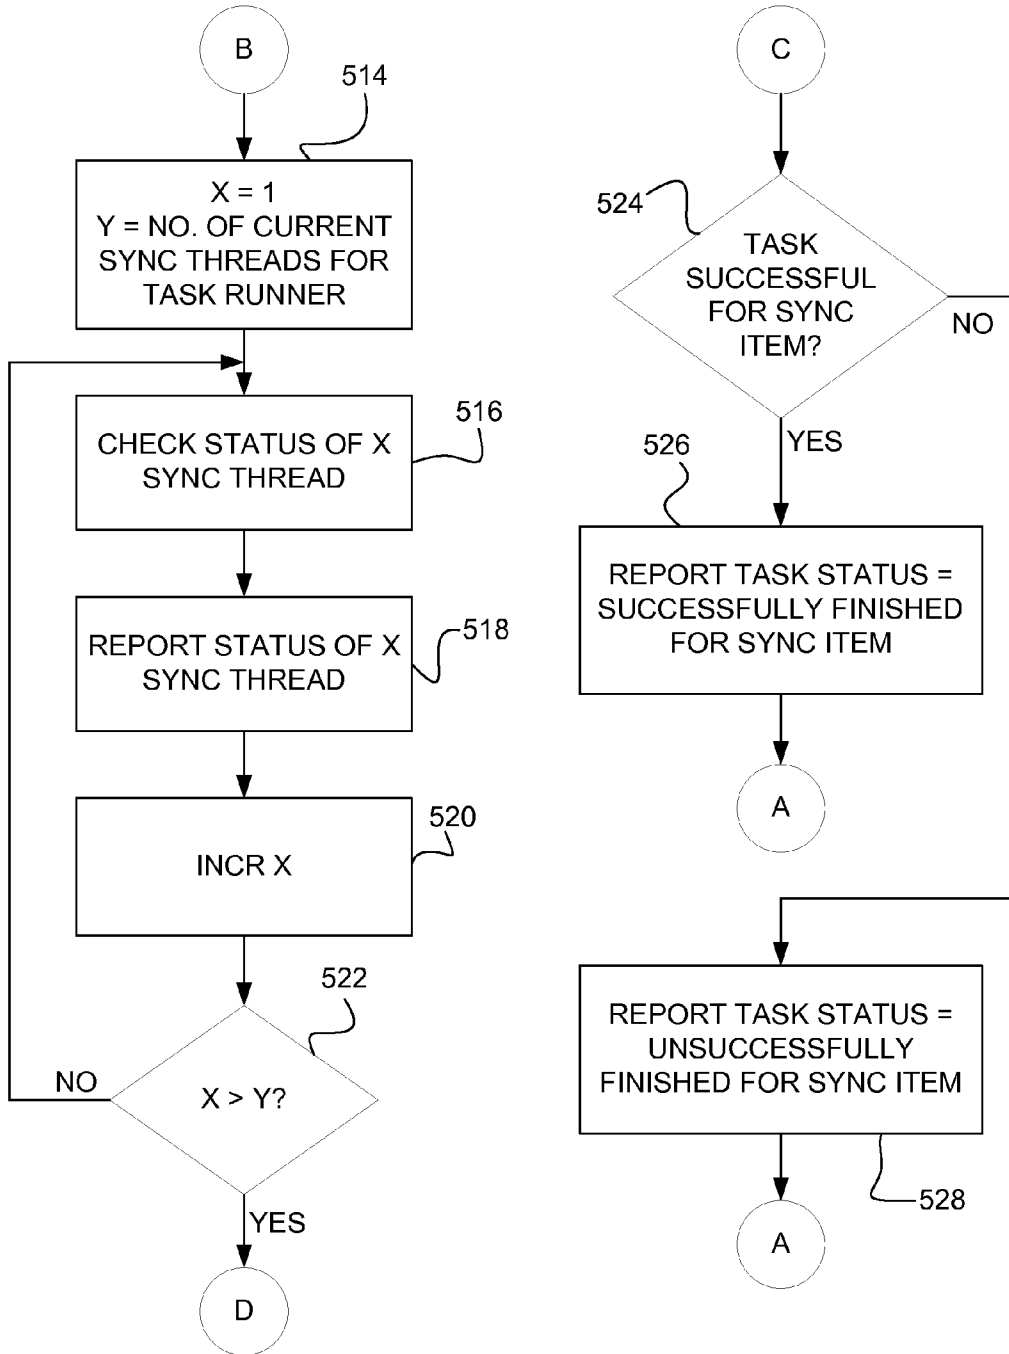 B
514
X = 1
Y = NO. OF CURRENT
SYNC THREADS FOR
TASK RUNNER
516
CHECK STATUS OF X
SYNC THREAD
518
REPORT STATUS OF X
SYNC THREAD
520
INCR X
522
X > Y?
NO
YES
D
C
524
TASK
SUCCESSFUL
FOR SYNC
ITEM?
NO
YES
526
REPORT TASK STATUS =
SUCCESSFULLY FINISHED
FOR SYNC ITEM
A
REPORT TASK STATUS =
UNSUCCESSFULLY
FINISHED FOR SYNC ITEM
528
A